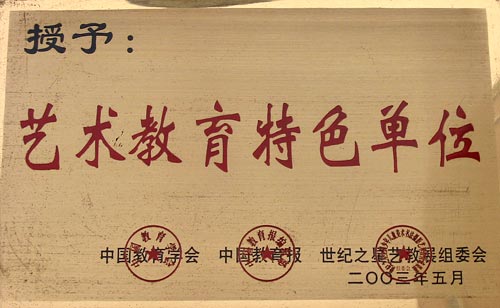 授予：
艺术教育特色单位
中国教育学会 中国教育报 世纪之星艺教展组委会
二〇〇三年五月